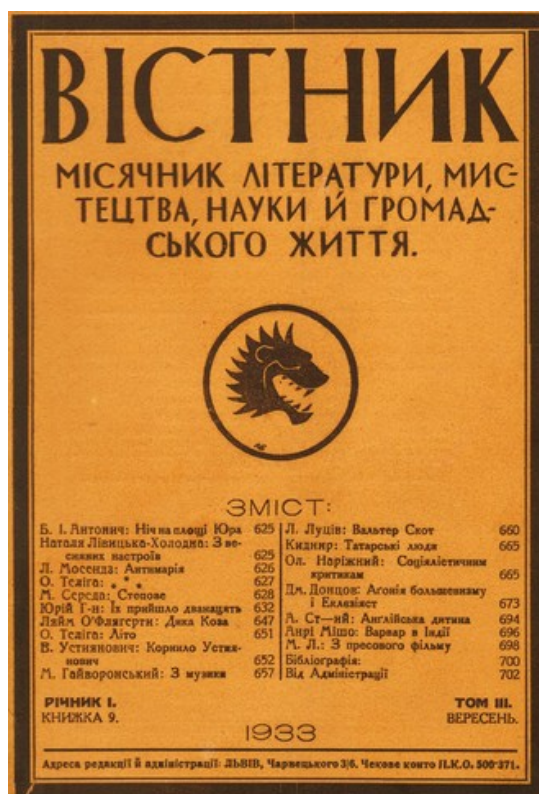 ВІСТНИК
МІСЯЧНИК ЛІТЕРАТУРИ, МИС-
ТЕЦТВА, НАУКИ Й ГРОМАД-
СЬКОГО ЖИТТЯ.
ЗМІСТ:
Б. І. Антонич: Ніч на площі Юра 625
Наталя Лівицька-Холодна: З ве-
сняних настроїв 625
Л. Мосендз: Антимарія 626
О. Теліга: * * * 627
М. Середа: Степове 628
Юрій Г-н: Їх прийшло дванацять 632
Ляйм О'Флягерти: Дика Коза 647
О. Теліга: Літо 651
В. Устиянович: Корнило Устия-
нович 652
М. Гайворонський: З музики 657
Л. Луців: Вальтер Скот 660
Киднир: Татарські люди 665
Ол. Наріжний: Соціялістичним
критикам 665
Дм. Донцов: Аґонія большевизму
і Еклезіяст 673
А. Ст—ий: Англійська дитина 694
Анрі Мішо: Варвар в Індії 696
М. Л.: З пресового фільму 698
Бібліографія: 700
Від Адміністрації 702
РІЧНИК І.
КНИЖКА 9.
ТОМ III.
ВЕРЕСЕНЬ.
1933
Адреса редакції й адміністрації: ЛЬВІВ, Чарнецького 3|6. Чекове конто П.К.О. 500·371.